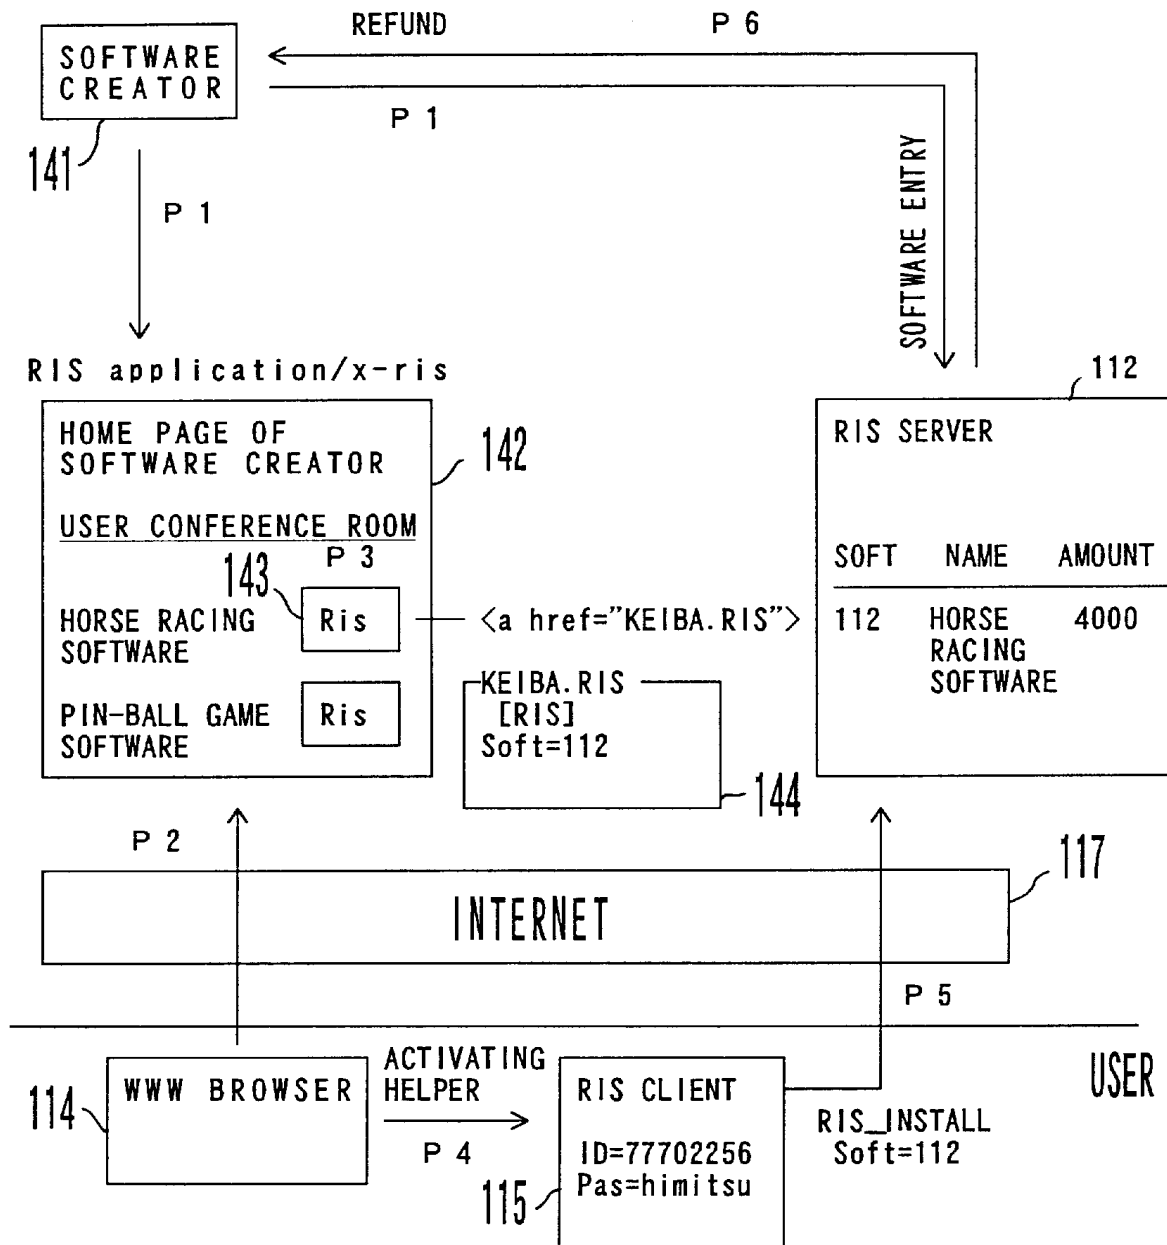 REFUND
P 6
SOFTWARE
CREATOR
P 1
141
P 1
SOFTWARE ENTRY
RIS application/x-ris
112
HOME PAGE OF
SOFTWARE CREATOR
142
USER CONFERENCE ROOM
P 3
143
HORSE RACING
SOFTWARE
Ris
<a href="KEIBA.RIS">
PIN-BALL GAME
SOFTWARE
Ris
KEIBA.RIS
[RIS]
Soft=112
144
RIS SERVER
SOFT NAME AMOUNT
112 HORSE 4000
RACING
SOFTWARE
P 2
117
INTERNET
P 5
USER
WWW BROWSER
114
ACTIVATING
HELPER
P 4
RIS CLIENT
ID=77702256
Pas=himitsu
115
RIS_INSTALL
Soft=112